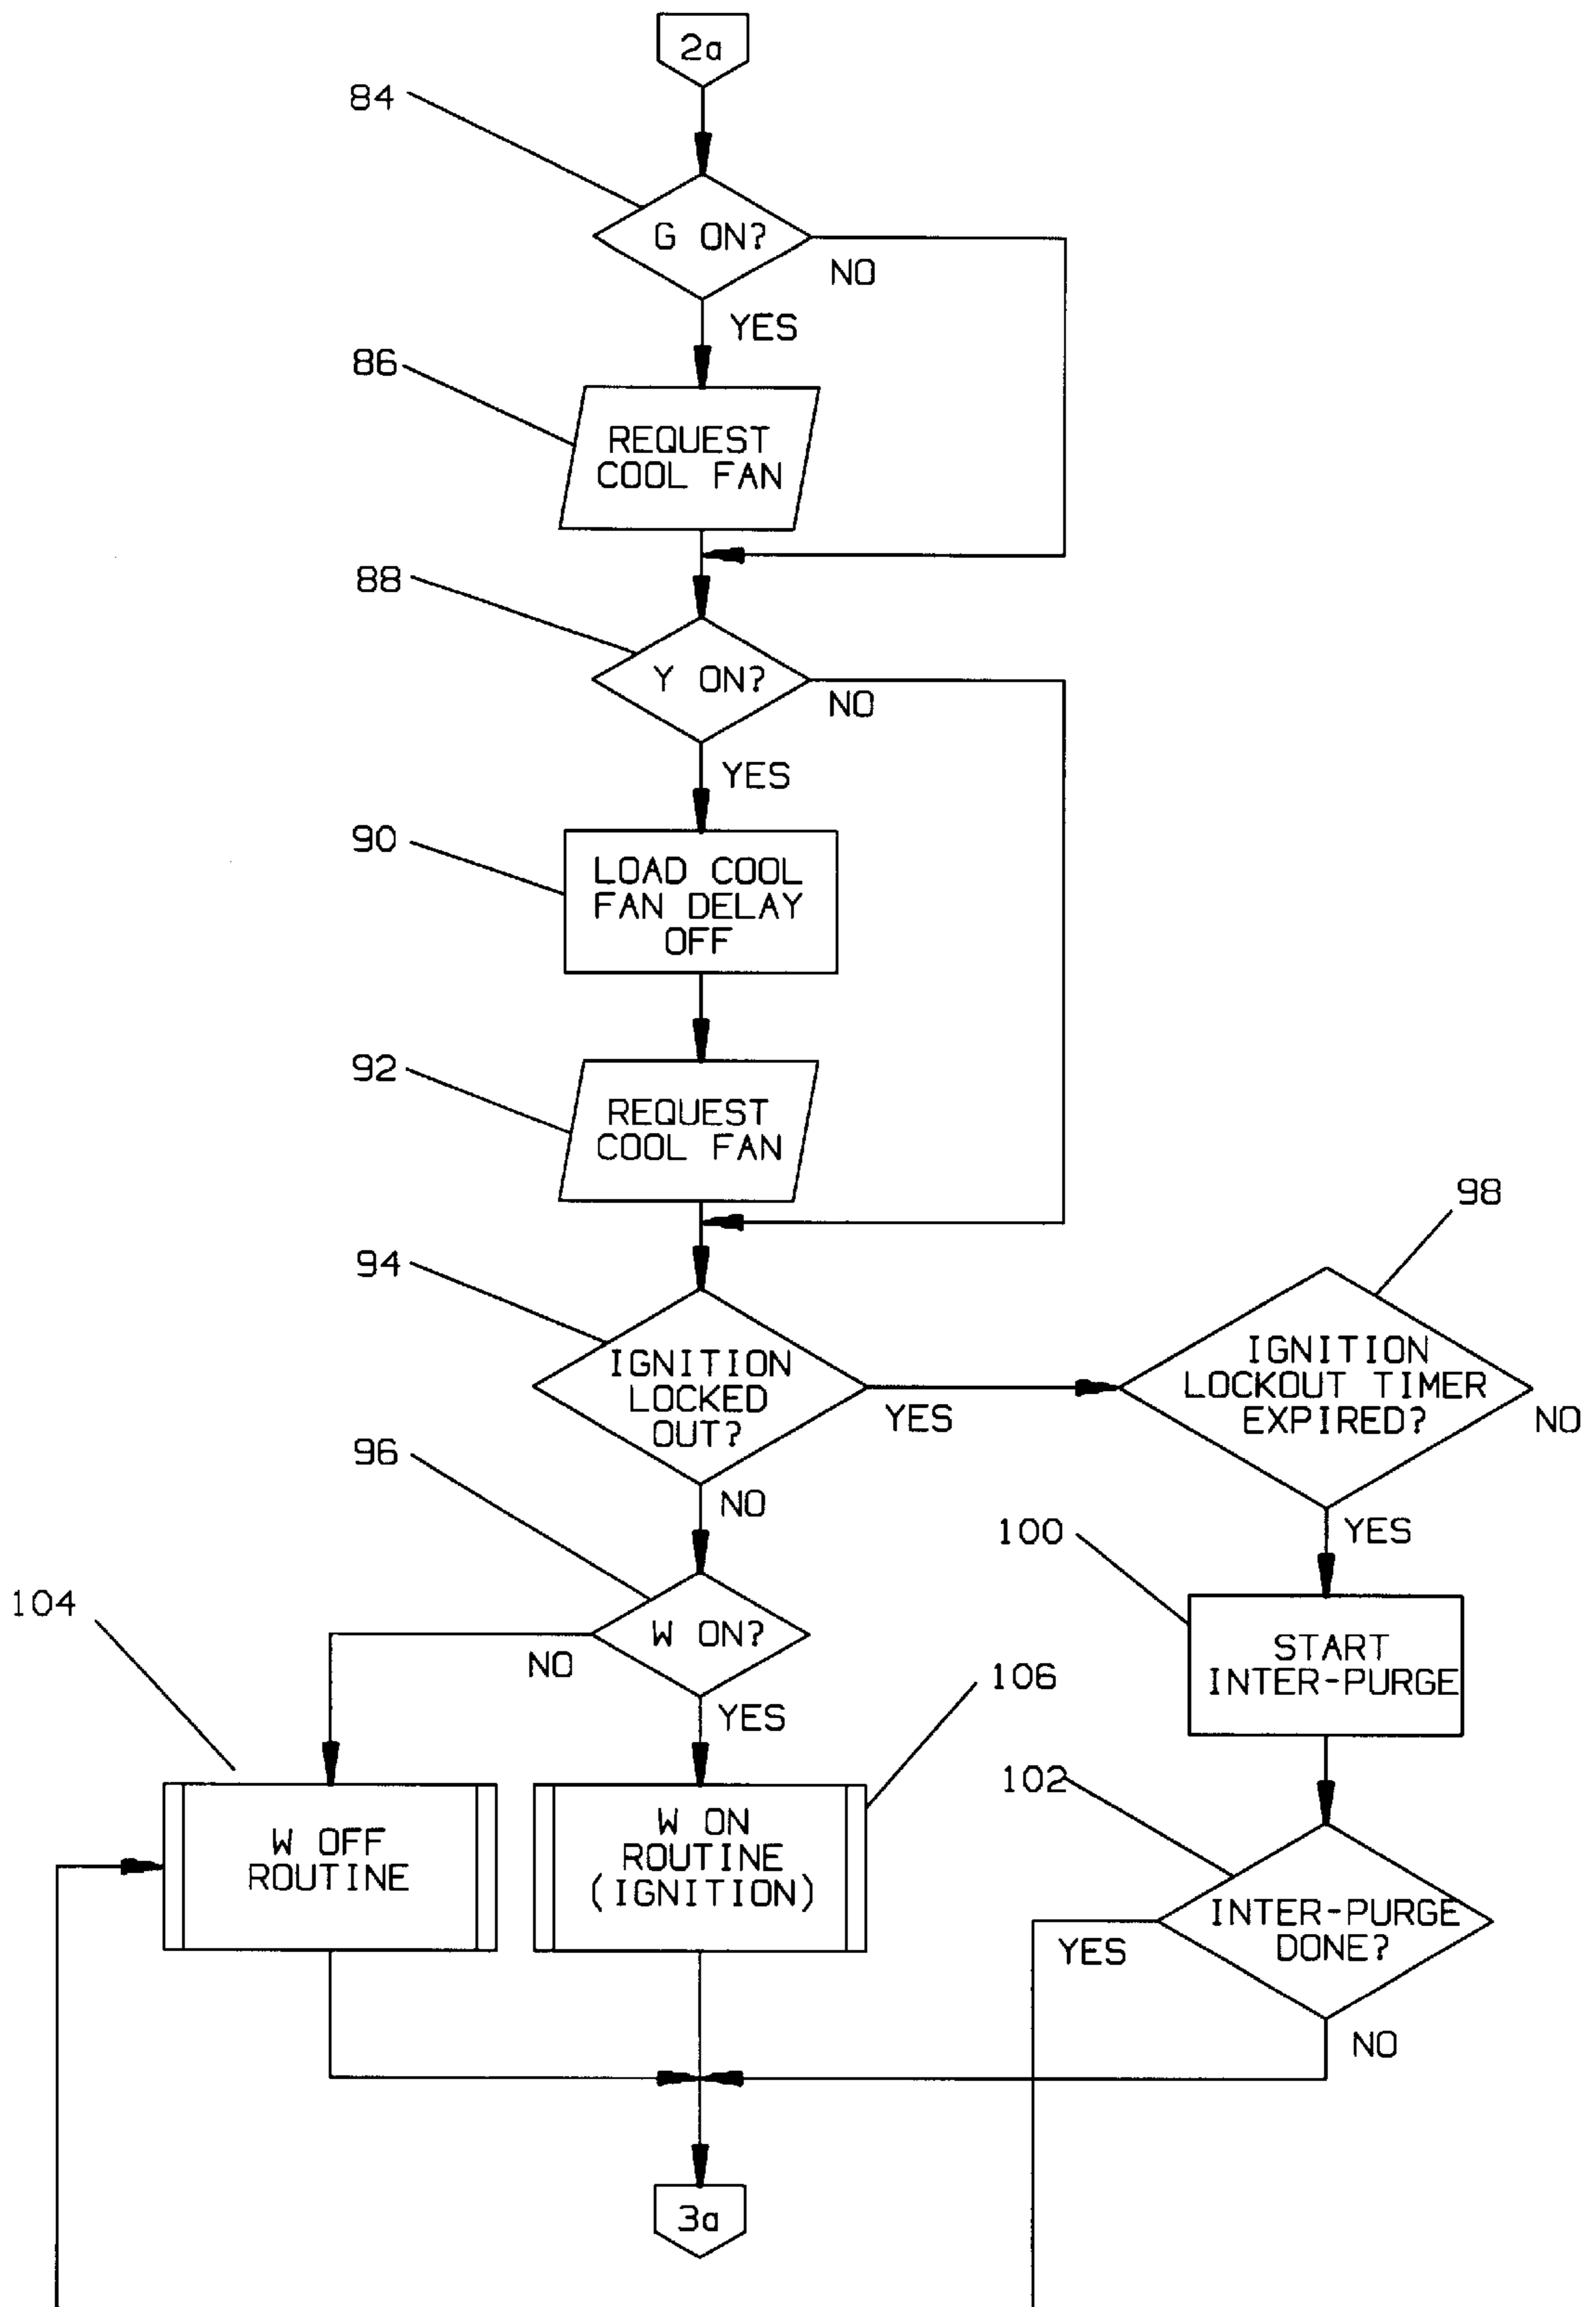 2a
84
G ON?
NO
YES
86
REQUEST
COOL FAN
88
Y ON?
NO
YES
90
LOAD COOL
FAN DELAY
OFF
92
REQUEST
COOL FAN
98
94
IGNITION
LOCKED
OUT?
YES
IGNITION
LOCKOUT TIMER
EXPIRED?
NO
96
NO
YES
100
104
W ON?
NO
YES
START
INTER-PURGE
106
102
W OFF
ROUTINE
W ON
ROUTINE
(IGNITION)
INTER-PURGE
DONE?
YES
NO
3a